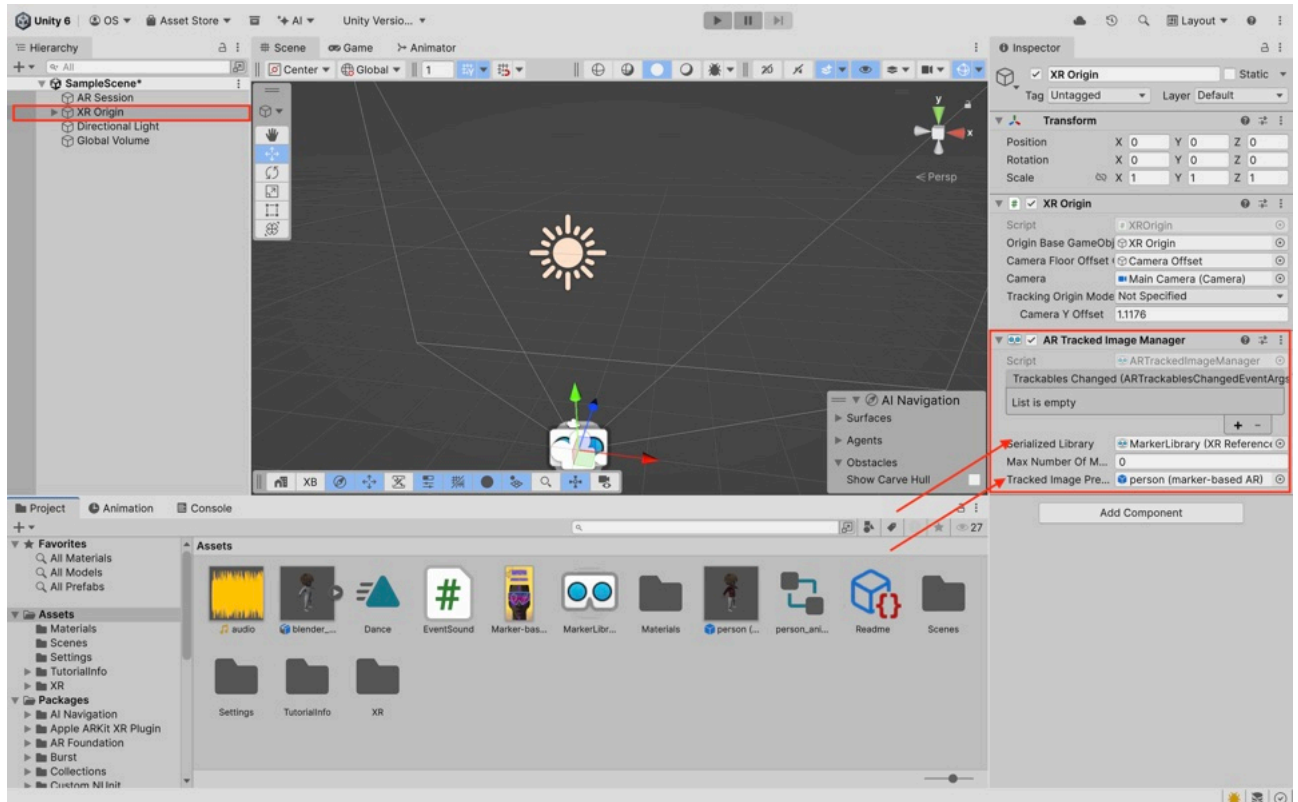 Unity 6 OS Asset Store AI Unity Versio... Layout
Hierarchy
All
SampleScene*
AR Session
XR Origin
Directional Light
Global Volume
Scene Game Animator
Center Global 1 2D
y
x
Persp
AI Navigation
Surfaces
Agents
Obstacles
Show Carve Hull
XB
Inspector
XR Origin Static
Tag Untagged Layer Default
Transform
Position X 0 Y 0 Z 0
Rotation X 0 Y 0 Z 0
Scale X 1 Y 1 Z 1
# XR Origin
Script # XROrigin
Origin Base GameObj XR Origin
Camera Floor Offset Camera Offset
Camera Main Camera (Camera)
Tracking Origin Mode Not Specified
Camera Y Offset 1.1176
AR Tracked Image Manager
Script ARTrackedImageManager
Trackables Changed (ARTrackablesChangedEventArgs
List is empty
+ -
Serialized Library MarkerLibrary (XR Reference
Max Number Of M... 0
Tracked Image Pre... person (marker-based AR)
Add Component
Project Animation Console
27
Favorites
All Materials
All Models
All Prefabs
Assets
Materials
Scenes
Settings
TutorialInfo
XR
Packages
AI Navigation
Apple ARKit XR Plugin
AR Foundation
Burst
Collections
Custom NUnit
Assets
#
audio blender_... Dance EventSound Marker-bas... MarkerLibr... Materials person (... person_ani... Readme Scenes
Settings TutorialInfo XR